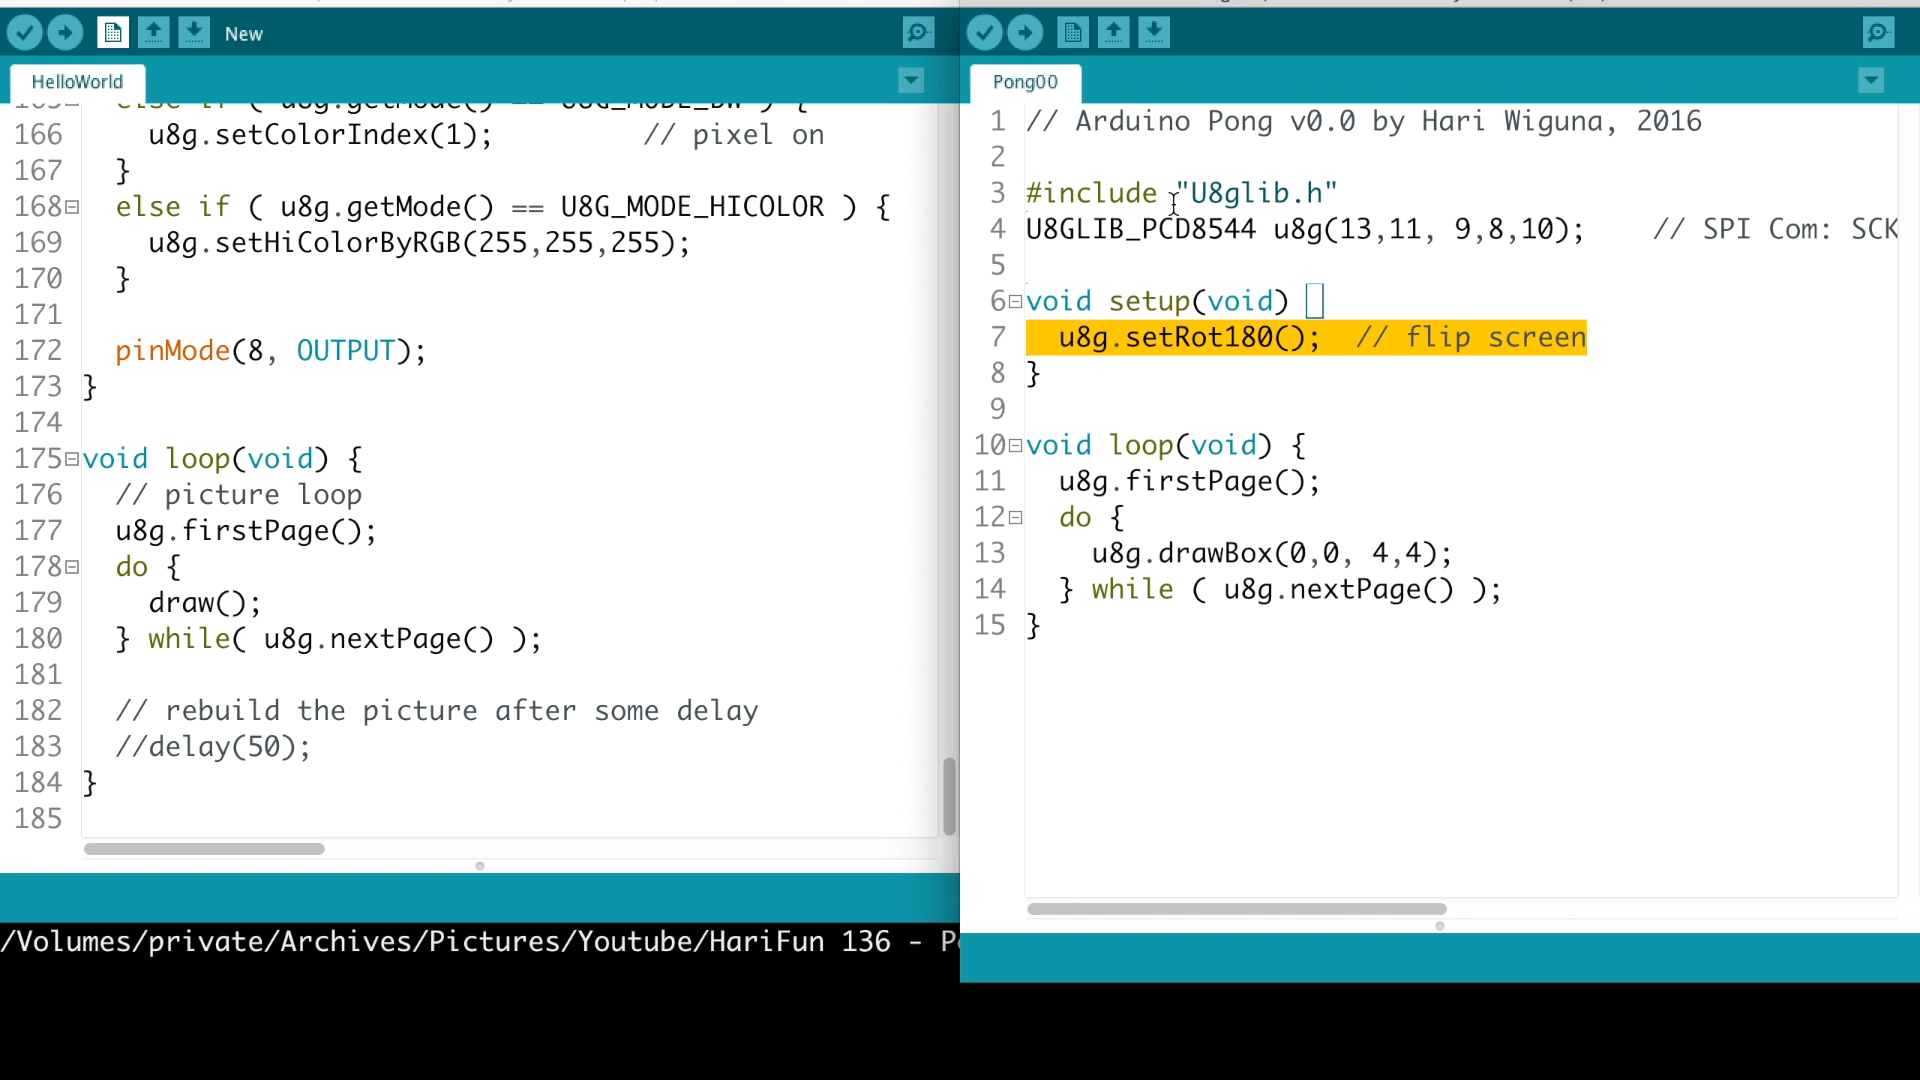 New
HelloWorld
166 u8g.setColorIndex(1); // pixel on
167 }
168 else if ( u8g.getMode() == U8G_MODE_HICOLOR ) {
169 u8g.setHiColorByRGB(255,255,255);
170 }
171
172 pinMode(8, OUTPUT);
173 }
174
175 void loop(void) {
176 // picture loop
177 u8g.firstPage();
178 do {
179 draw();
180 } while( u8g.nextPage() );
181
182 // rebuild the picture after some delay
183 //delay(50);
184 }
185
/Volumes/private/Archives/Pictures/Youtube/HariFun 136 -
Pong00
1 // Arduino Pong v0.0 by Hari Wiguna, 2016
2
3 #include "U8glib.h"
4 U8GLIB_PCD8544 u8g(13,11, 9,8,10); // SPI Com: SCK
5
6 void setup(void)
7 u8g.setRot180(); // flip screen
8 }
9
10 void loop(void) {
11 u8g.firstPage();
12 do {
13 u8g.drawBox(0,0, 4,4);
14 } while ( u8g.nextPage() );
15 }